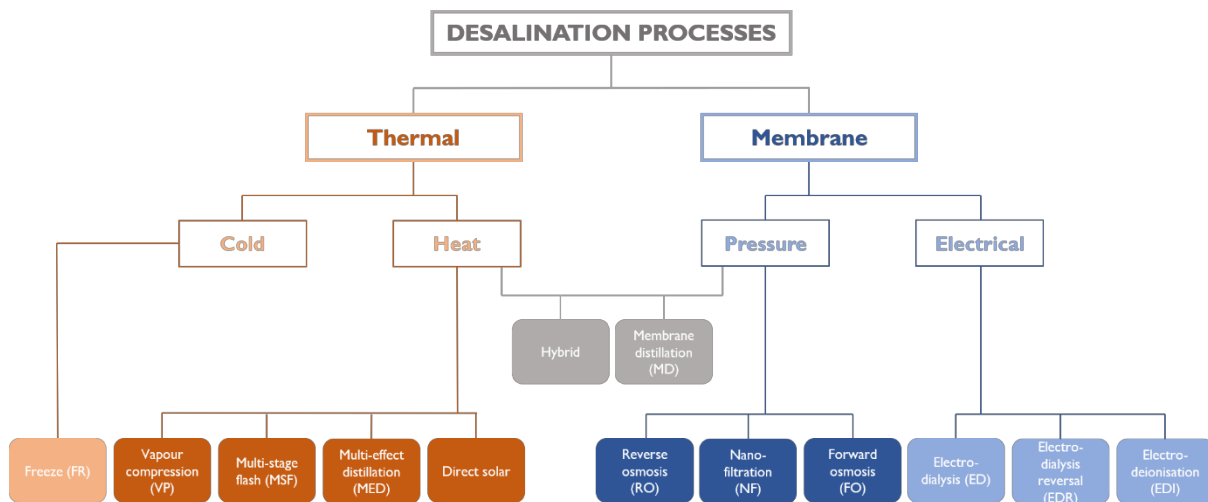 DESALINATION PROCESSES
Thermal
Membrane
Cold
Heat
Pressure
Electrical
Hybrid
Membrane
distillation
(MD)
Freeze (FR)
Vapour
compression
(VP)
Multi-stage
flash (MSF)
Multi-effect
distillation
(MED)
Direct solar
Reverse
osmosis
(RO)
Nano-
filtration
(NF)
Forward
osmosis
(FO)
Electro-
dialysis (ED)
Electro-
dialysis
reversal
(EDR)
Electro-
deionisation
(EDI)